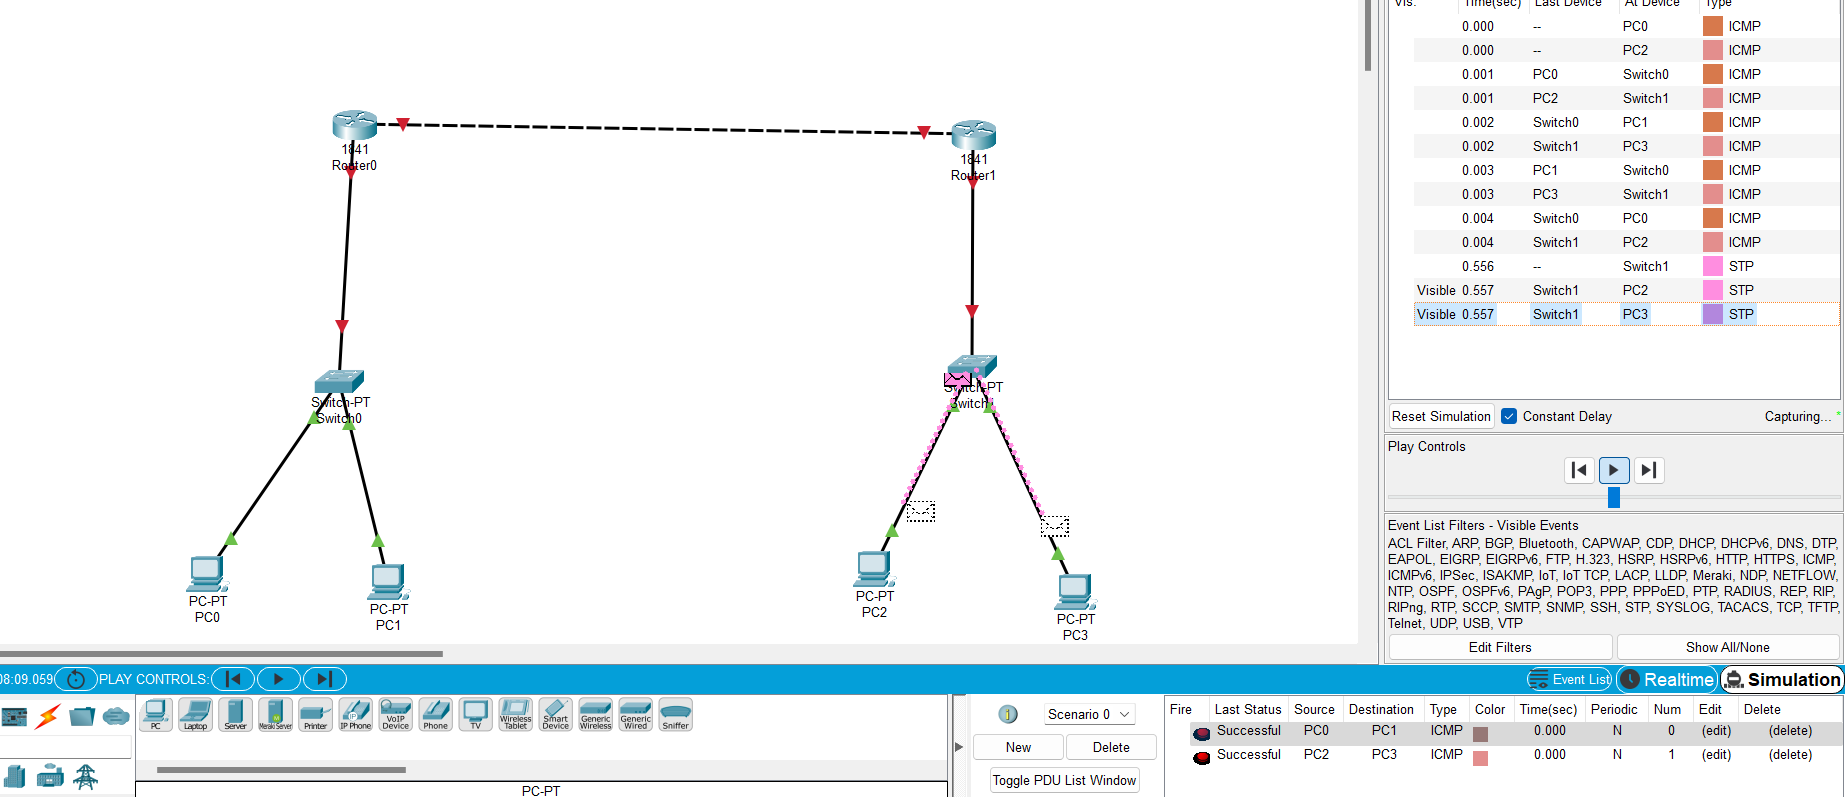 Vis. Time(sec) Last Device At Device Type
0.000 -- PC0 ICMP
0.000 -- PC2 ICMP
0.001 PC0 Switch0 ICMP
0.001 PC2 Switch1 ICMP
0.002 Switch0 PC1 ICMP
0.002 Switch1 PC3 ICMP
0.003 PC1 Switch0 ICMP
0.003 PC3 Switch1 ICMP
0.004 Switch0 PC0 ICMP
0.004 Switch1 PC2 ICMP
0.556 -- Switch1 STP
Visible 0.557 Switch1 PC2 STP
Visible 0.557 Switch1 PC3 STP
1841
Router0
1841
Router1
Switch-PT
Switch0
Switch-PT
Switch1
PC-PT
PC0
PC-PT
PC1
PC-PT
PC2
PC-PT
PC3
Reset Simulation Constant Delay Capturing...
Play Controls
Event List Filters - Visible Events
ACL Filter, ARP, BGP, Bluetooth, CAPWAP, CDP, DHCP, DHCPv6, DNS, DTP,
EAPOL, EIGRP, EIGRPv6, FTP, H.323, HSRP, HSRPv6, HTTP, HTTPS, ICMP,
ICMPv6, IPSec, ISAKMP, IoT, IoT TCP, LACP, LLDP, Meraki, NDP, NETFLOW,
NTP, OSPF, OSPFv6, PAgP, POP3, PPP, PPPoED, PTP, RADIUS, REP, RIP,
RIPng, RTP, SCCP, SMTP, SNMP, SSH, STP, SYSLOG, TACACS, TCP, TFTP,
Telnet, UDP, USB, VTP
Edit Filters Show All/None
08:09.059 PLAY CONTROLS: Event List Realtime Simulation
PC
Laptop
Server
Meraki Server
Printer
IP Phone
VoIP Device
Phone
TV
Wireless Tablet
Smart Device
Generic Wireless
Generic Wired
Sniffer
PC-PT
Scenario 0
New Delete
Toggle PDU List Window
Fire Last Status Source Destination Type Color Time(sec) Periodic Num Edit Delete
Successful PC0 PC1 ICMP 0.000 N 0 (edit) (delete)
Successful PC2 PC3 ICMP 0.000 N 1 (edit) (delete)